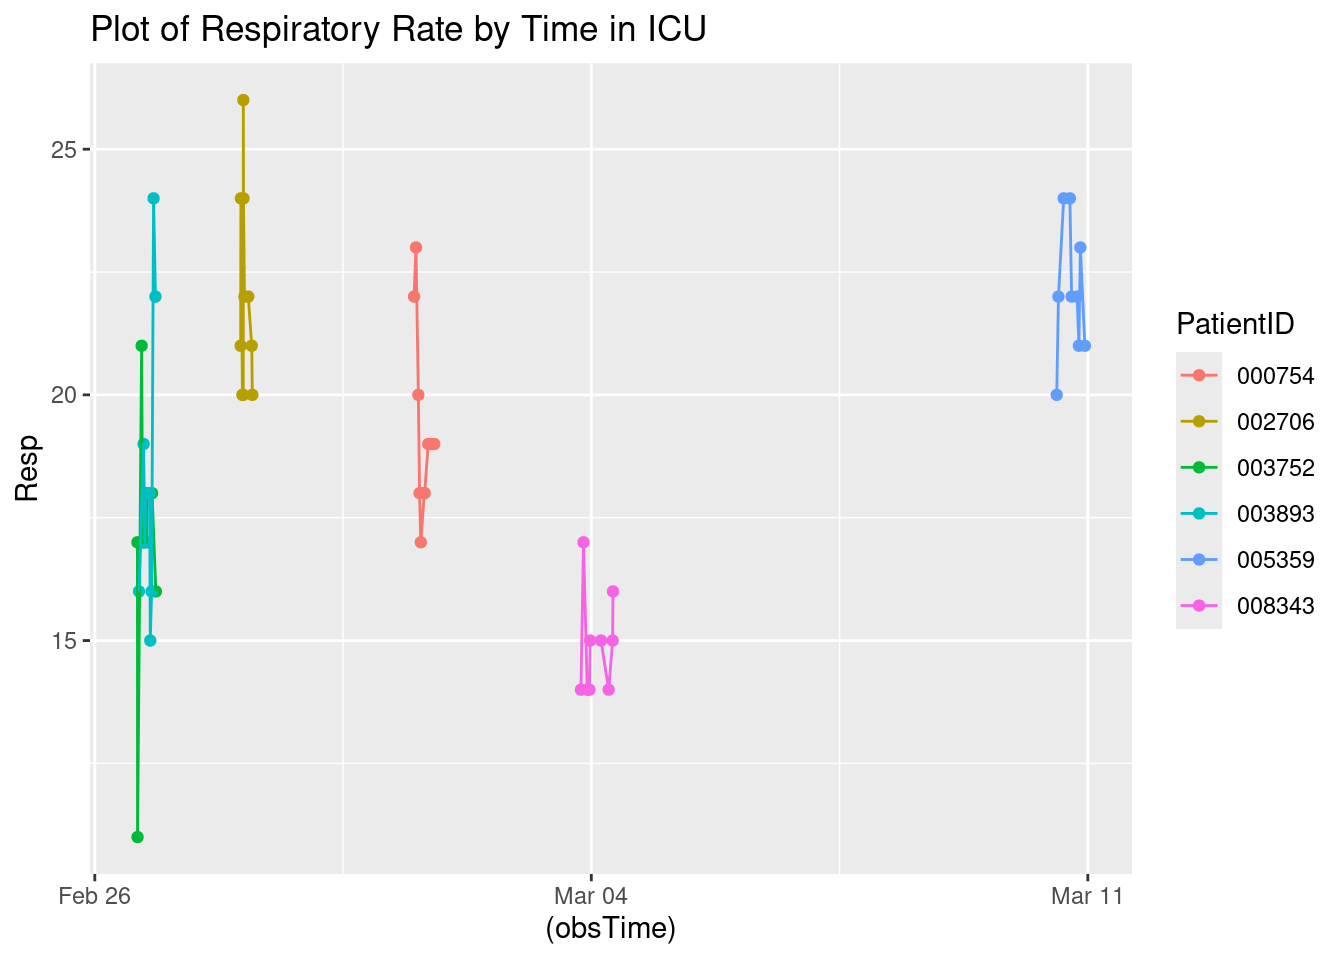 Plot of Respiratory Rate by Time in ICU
Resp
25
20
15
Feb 26
Mar 04
Mar 11
(obsTime)
PatientID
000754
002706
003752
003893
005359
008343